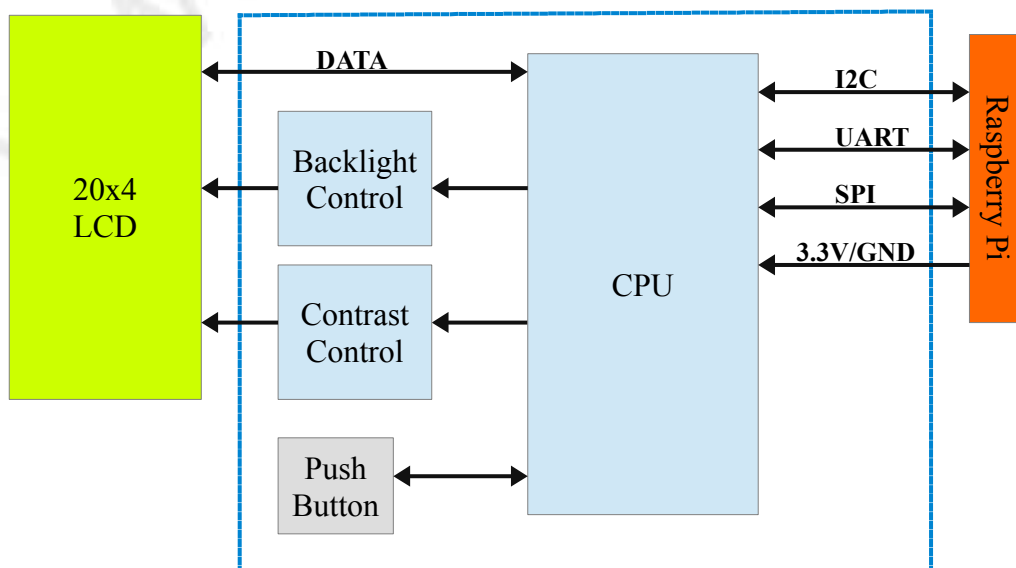 DATA
I2C
Backlight
Control
UART
20x4
LCD
SPI
Raspberry Pi
3.3V/GND
CPU
Contrast
Control
Push
Button